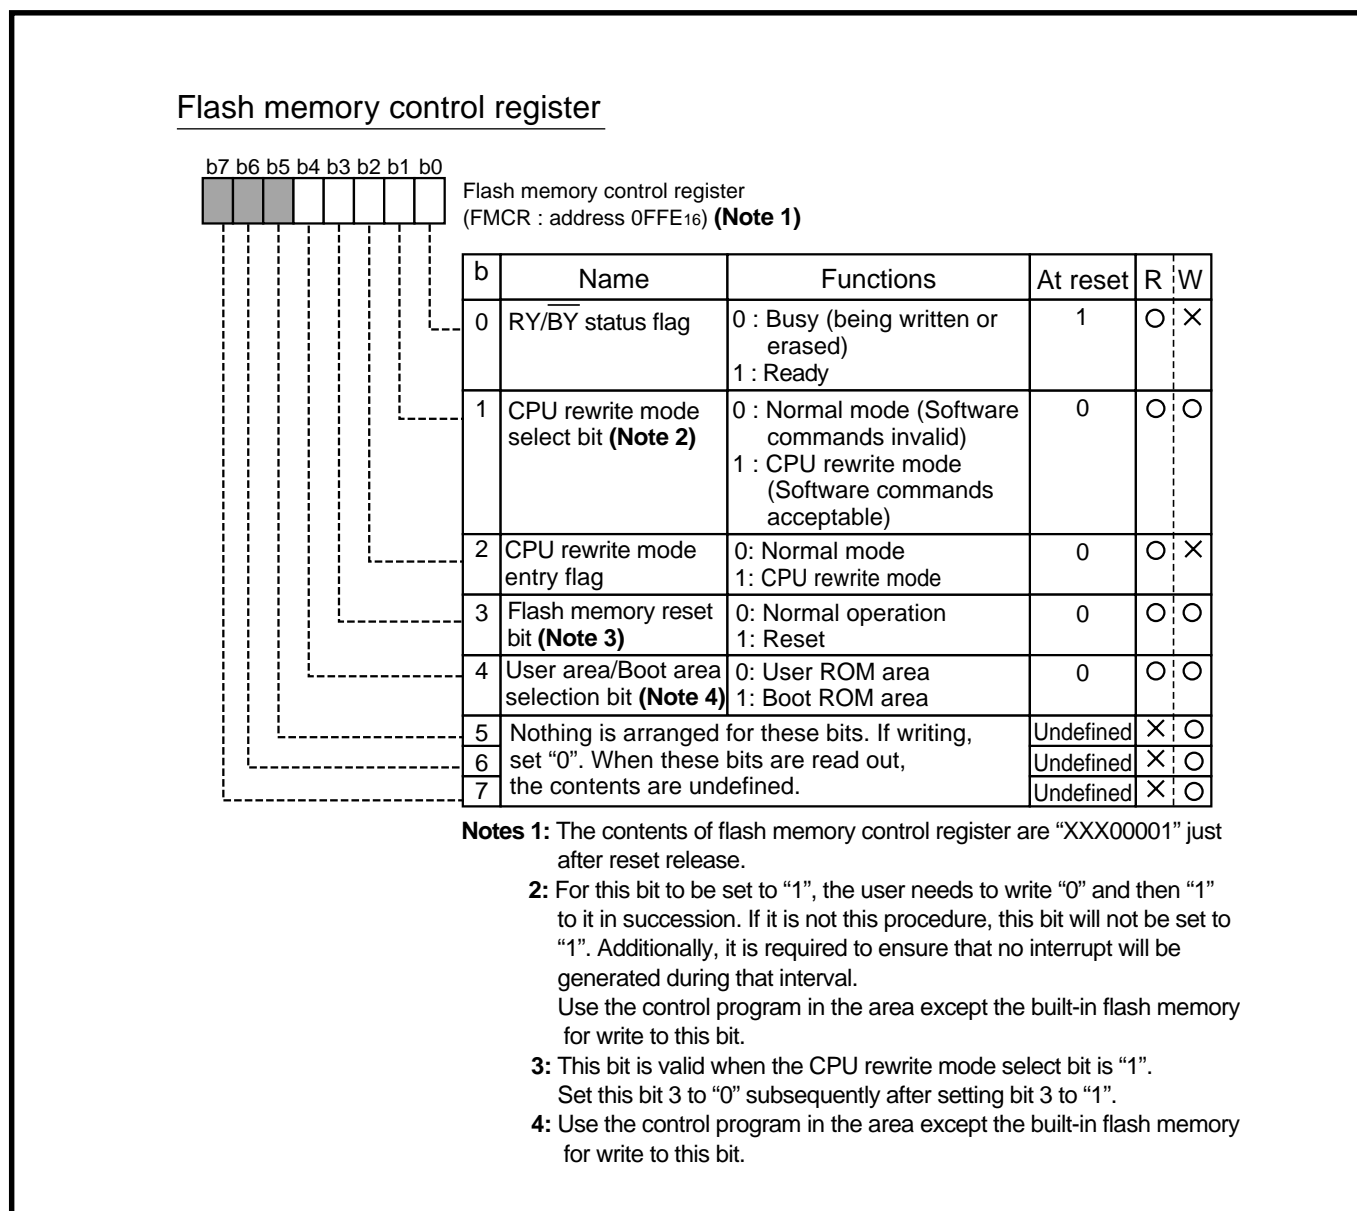 Flash memory control register
b7 b6 b5 b4 b3 b2 b1 b0
Flash memory control register
(FMCR : address 0FFE16) (Note 1)
b Name Functions At reset R W
0 RY/BY status flag 0 : Busy (being written or 1 O ×
erased)
1 : Ready
1 CPU rewrite mode 0 : Normal mode (Software 0 O O
select bit (Note 2) commands invalid)
1 : CPU rewrite mode
(Software commands
acceptable)
2 CPU rewrite mode 0: Normal mode 0 O ×
entry flag 1: CPU rewrite mode
3 Flash memory reset 0: Normal operation 0 O O
bit (Note 3) 1: Reset
4 User area/Boot area 0: User ROM area 0 O O
selection bit (Note 4) 1: Boot ROM area
5 Nothing is arranged for these bits. If writing, Undefined × O
6 set “0”. When these bits are read out, Undefined × O
7 the contents are undefined. Undefined × O
Notes 1: The contents of flash memory control register are “XXX00001” just
after reset release.
2: For this bit to be set to “1”, the user needs to write “0” and then “1”
to it in succession. If it is not this procedure, this bit will not be set to
“1”. Additionally, it is required to ensure that no interrupt will be
generated during that interval.
Use the control program in the area except the built-in flash memory
for write to this bit.
3: This bit is valid when the CPU rewrite mode select bit is “1”.
Set this bit 3 to “0” subsequently after setting bit 3 to “1”.
4: Use the control program in the area except the built-in flash memory
for write to this bit.